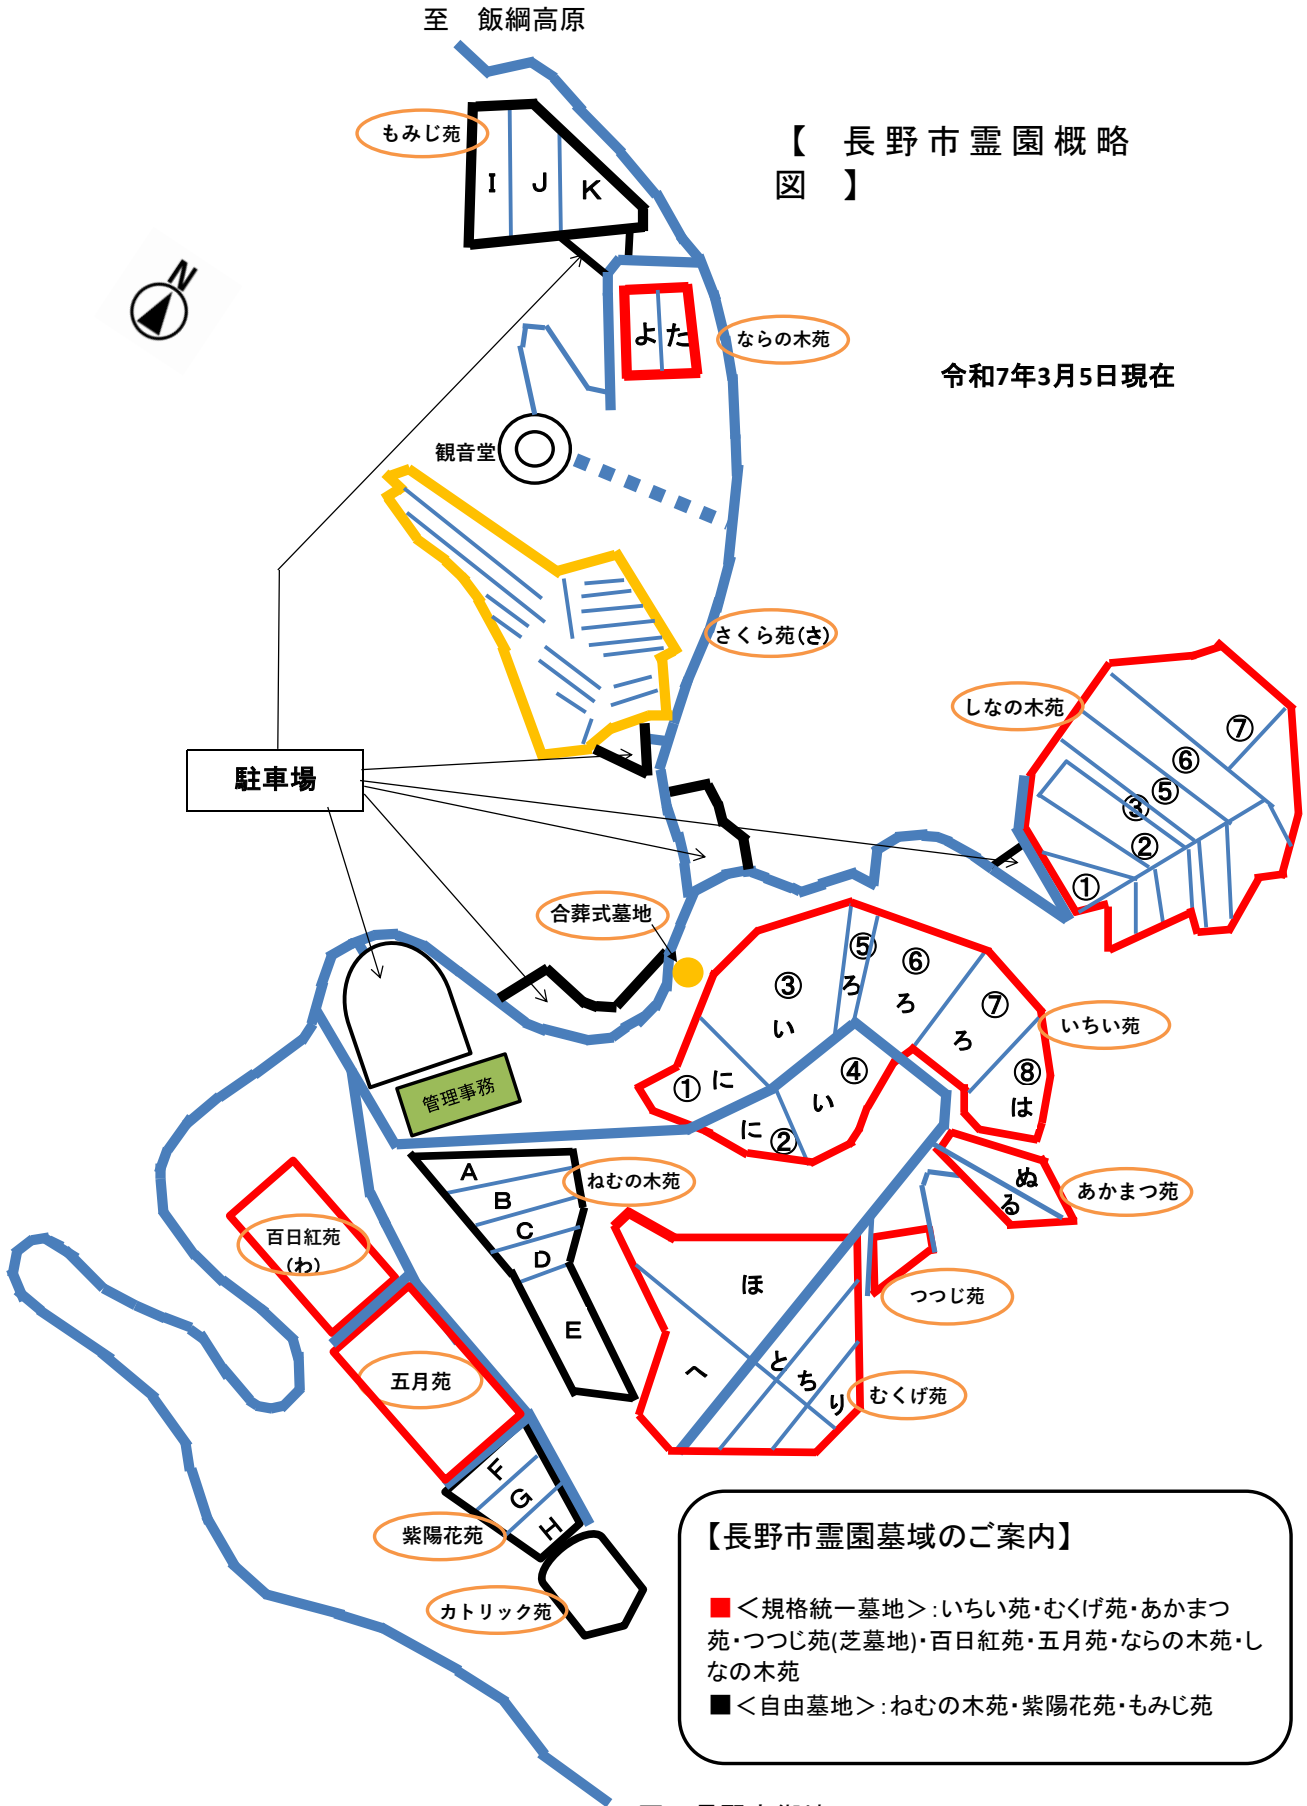 至　飯綱高原
もみじ苑
【　長野市霊園概略
図　】
I J K
N
よ た
ならの木苑
令和7年3月5日現在
観音堂
さくら苑(さ)
しなの木苑
⑦
⑥
⑤
③
②
①
駐車場
合葬式墓地
⑤
ろ
⑥
ろ
③
い
⑦
ろ
いちい苑
④
い
⑧
は
① に
に ②
管理事務
A
B
C
D
E
ねむの木苑
ぬ
る
あかまつ苑
百日紅苑
(わ)
ほ
つつじ苑
へ
と
ち
り
むくげ苑
五月苑
F
G
H
紫陽花苑
カトリック苑
【長野市霊園墓域のご案内】
■＜規格統一墓地＞:いちい苑・むくげ苑・あかまつ
苑・つつじ苑(芝墓地)・百日紅苑・五月苑・ならの木苑・し
なの木苑
■＜自由墓地＞:ねむの木苑・紫陽花苑・もみじ苑